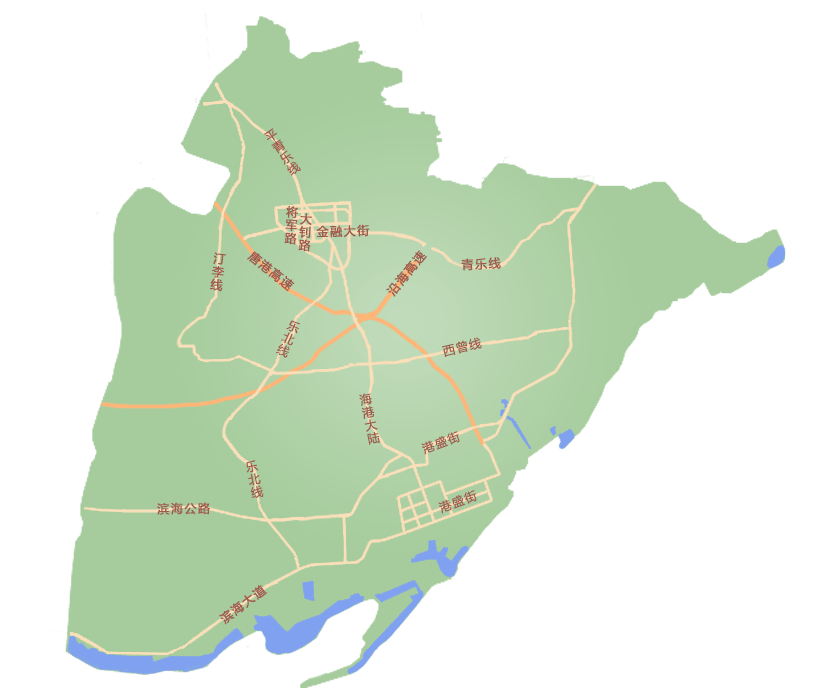 平青乐线
将军路
大钊路
金融大街
汀李线
唐港高速
沿海高速
青乐线
乐北线
西曾线
海港大陆
港盛街
乐北线
港盛街
滨海公路
滨海大道